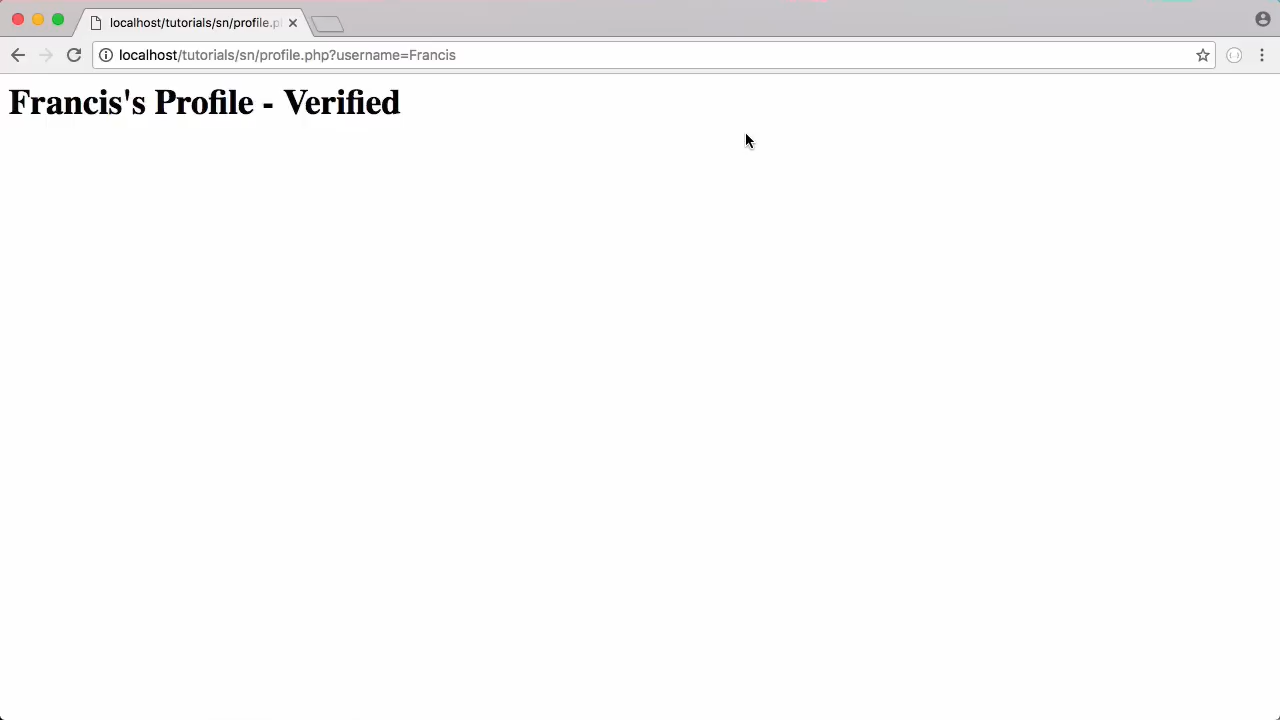 localhost/tutorials/sn/profile.p
localhost/tutorials/sn/profile.php?username=Francis
Francis's Profile - Verified